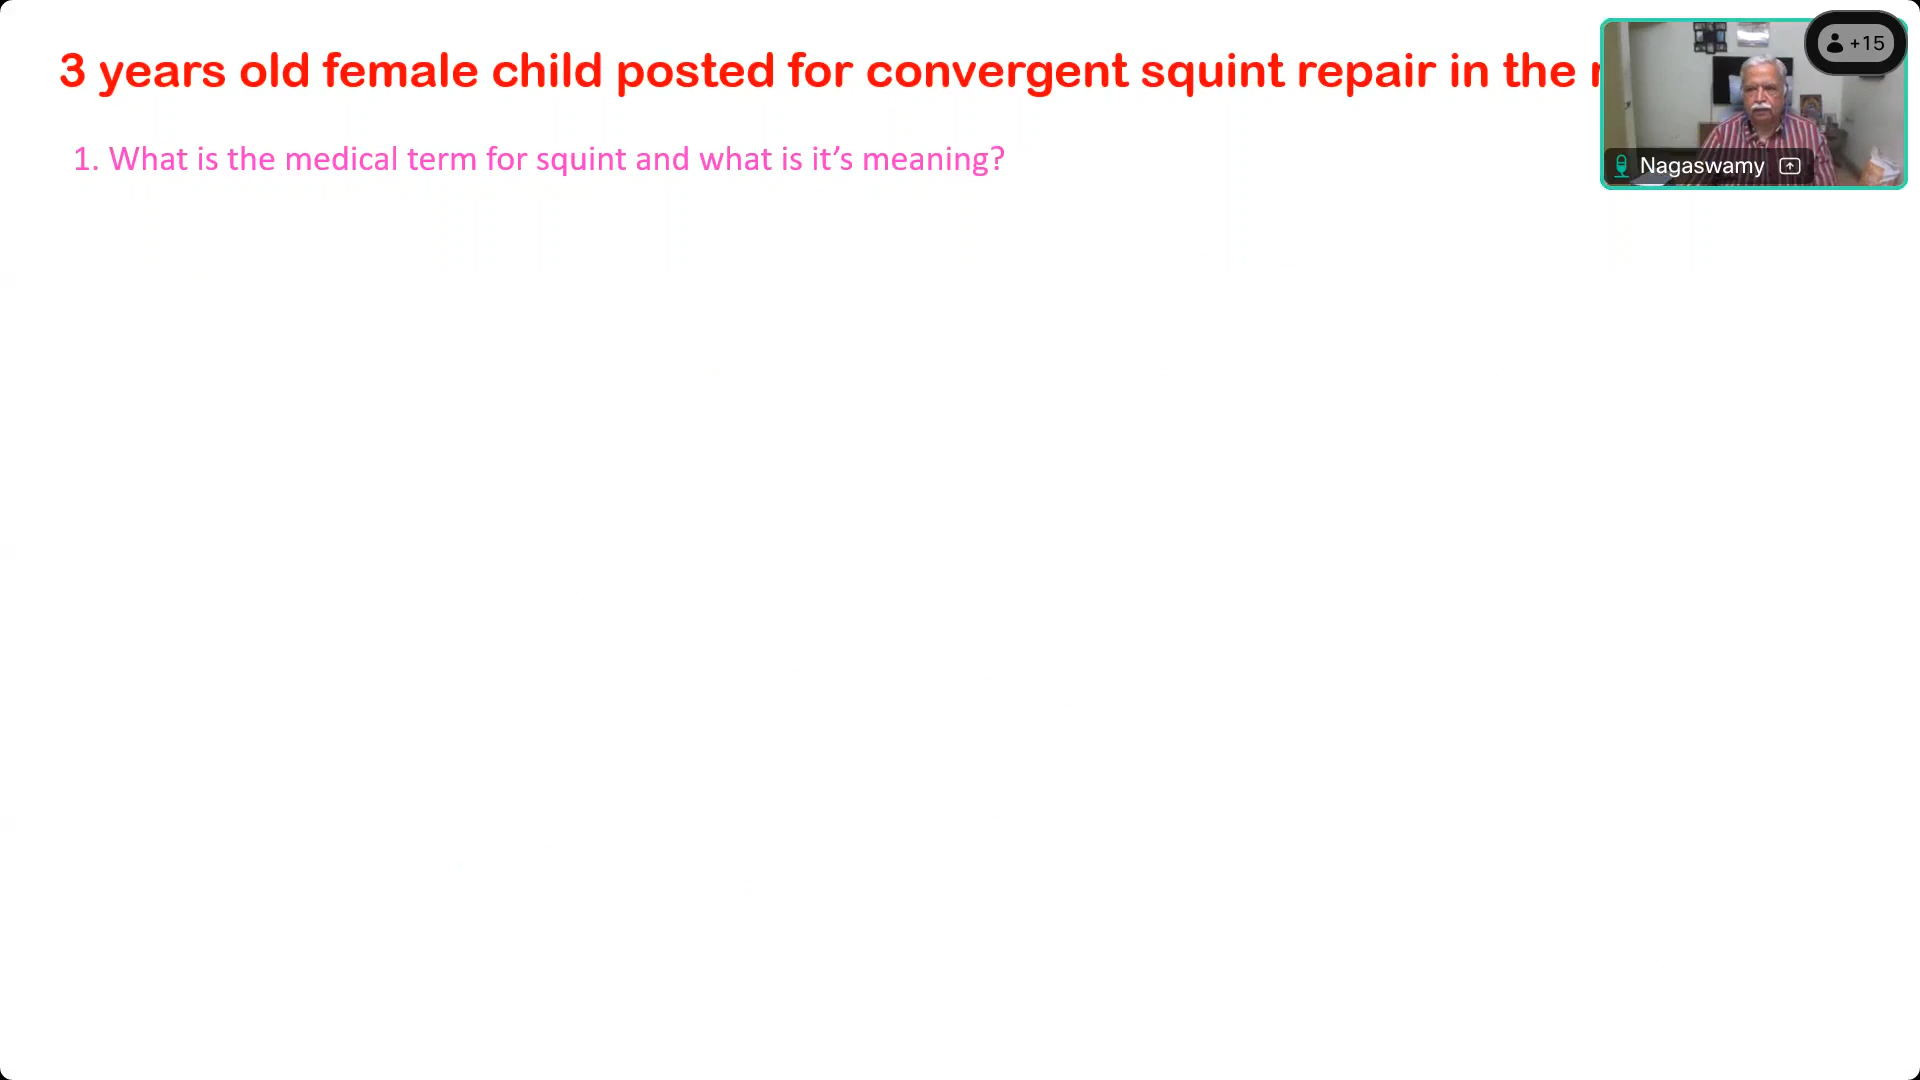 3 years old female child posted for convergent squint repair in the
1. What is the medical term for squint and what is it’s meaning?
+15
Nagaswamy